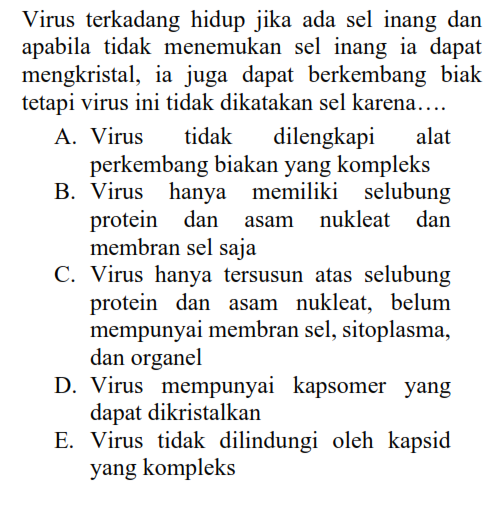 Virus terkadang hidup jika ada sel inang dan
apabila tidak menemukan sel inang ia dapat
mengkristal, ia juga dapat berkembang biak
tetapi virus ini tidak dikatakan sel karena….
A. Virus tidak dilengkapi alat
perkembang biakan yang kompleks
B. Virus hanya memiliki selubung
protein dan asam nukleat dan
membran sel saja
C. Virus hanya tersusun atas selubung
protein dan asam nukleat, belum
mempunyai membran sel, sitoplasma,
dan organel
D. Virus mempunyai kapsomer yang
dapat dikristalkan
E. Virus tidak dilindungi oleh kapsid
yang kompleks